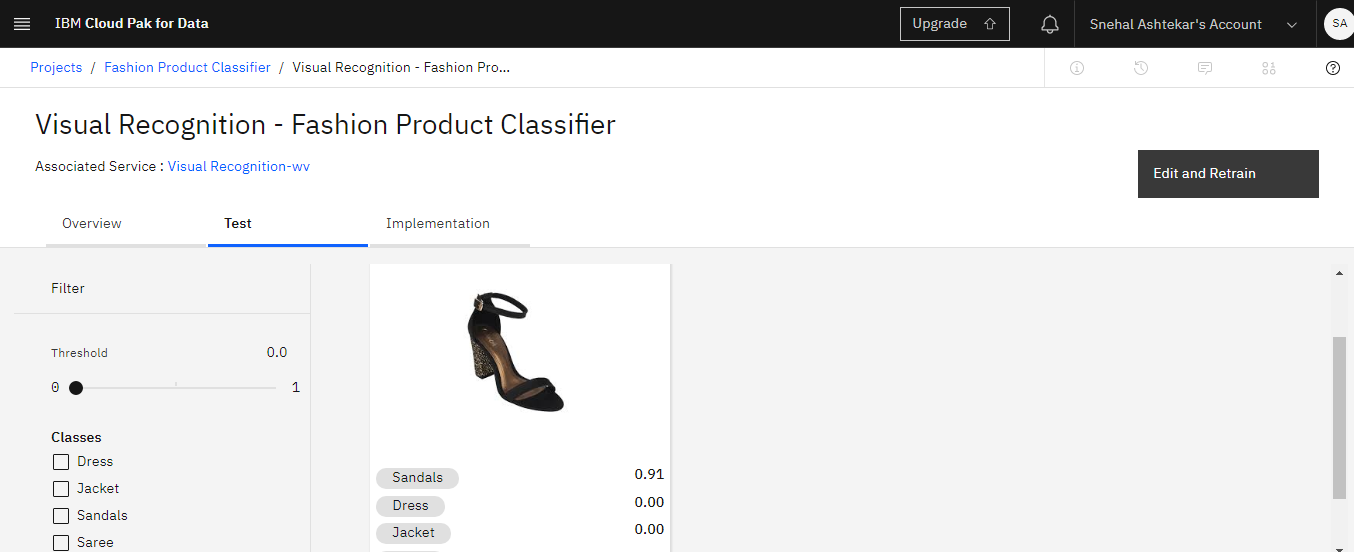 IBM Cloud Pak for Data
Upgrade
Snehal Ashtekar's Account
SA
Projects / Fashion Product Classifier / Visual Recognition - Fashion Pro...
Visual Recognition - Fashion Product Classifier
Associated Service : Visual Recognition-wv
Edit and Retrain
Overview
Test
Implementation
Filter
Threshold 0.0
0 1
Classes
Dress
Jacket
Sandals
Saree
Sandals 0.91
Dress 0.00
Jacket 0.00